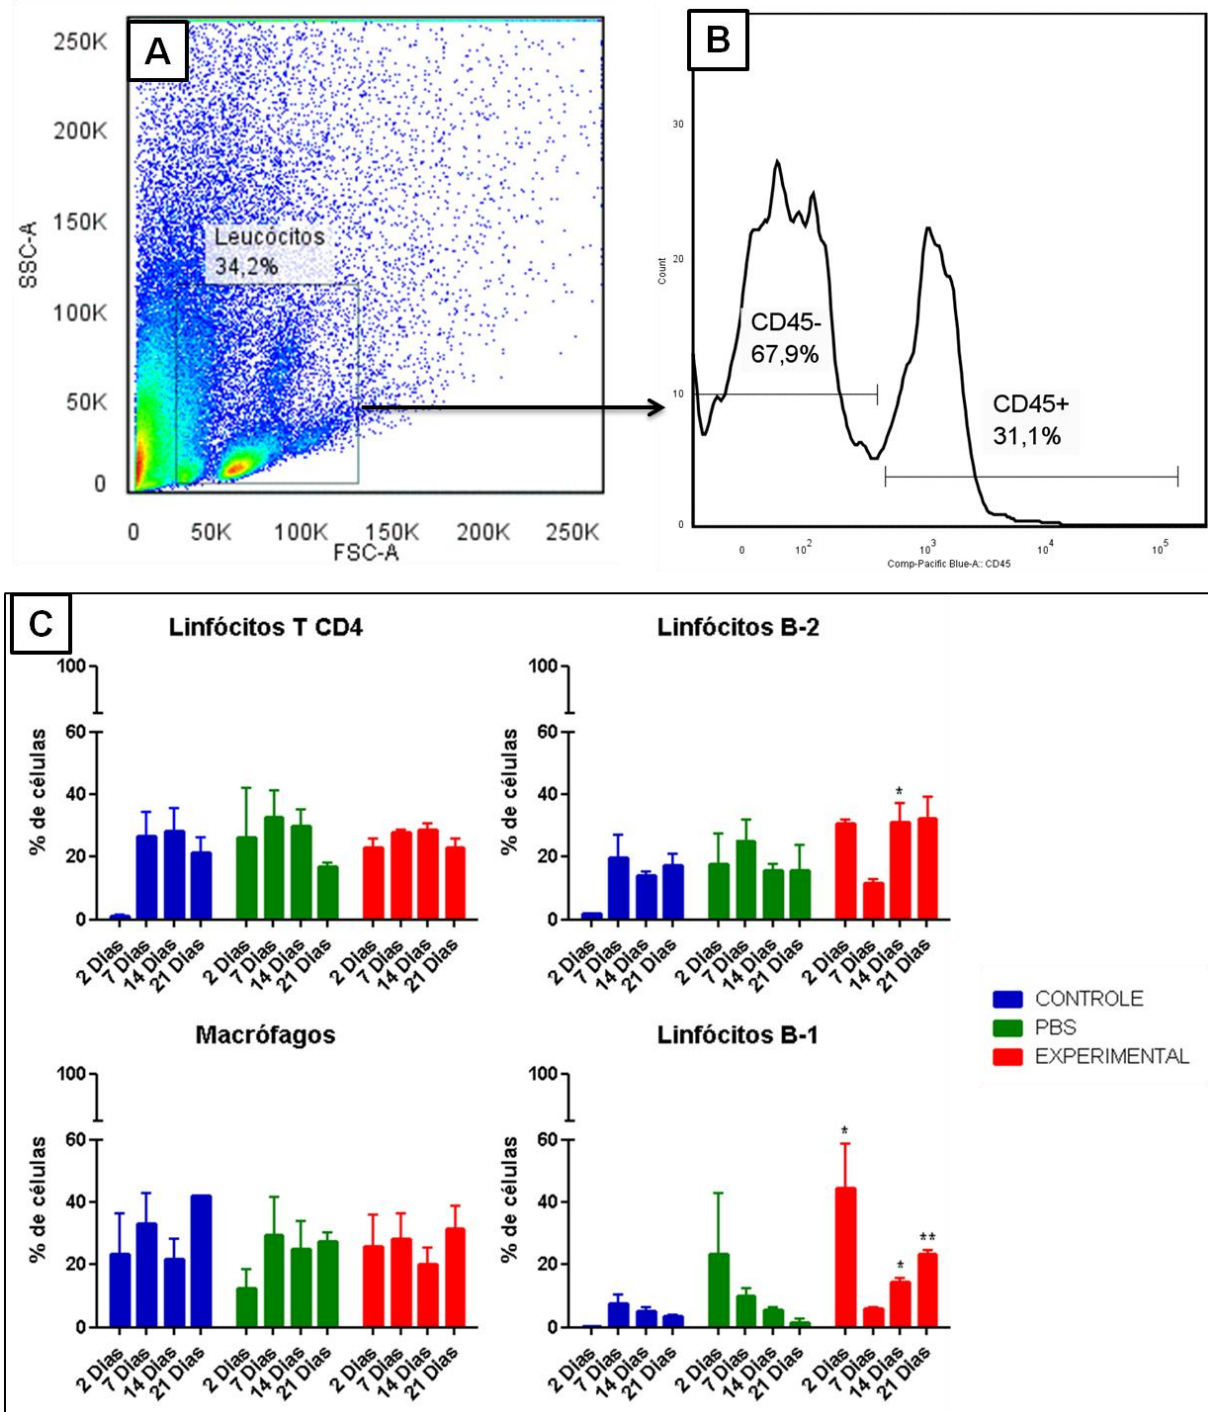 A
250K
200K
150K
100K
50K
0
SSC-A
Leucócitos
34,2%
0 50K 100K 150K 200K 250K
FSC-A
B
30
20
10
0
Count
CD45-
67,9%
CD45+
31,1%
0 10² 10³ 10⁴ 10⁵
Comp-Pacific Blue-A:: CD45
C
Linfócitos T CD4
100
60
40
20
0
% de células
2 Dias 7 Dias 14 Dias 21 Dias 2 Dias 7 Dias 14 Dias 21 Dias 2 Dias 7 Dias 14 Dias 21 Dias
Linfócitos B-2
100
60
40
20
0
% de células
*
2 Dias 7 Dias 14 Dias 21 Dias 2 Dias 7 Dias 14 Dias 21 Dias 2 Dias 7 Dias 14 Dias 21 Dias
CONTROLE
PBS
EXPERIMENTAL
Macrófagos
100
60
40
20
0
% de células
2 Dias 7 Dias 14 Dias 21 Dias 2 Dias 7 Dias 14 Dias 21 Dias 2 Dias 7 Dias 14 Dias 21 Dias
Linfócitos B-1
100
60
40
20
0
% de células
* * **
2 Dias 7 Dias 14 Dias 21 Dias 2 Dias 7 Dias 14 Dias 21 Dias 2 Dias 7 Dias 14 Dias 21 Dias